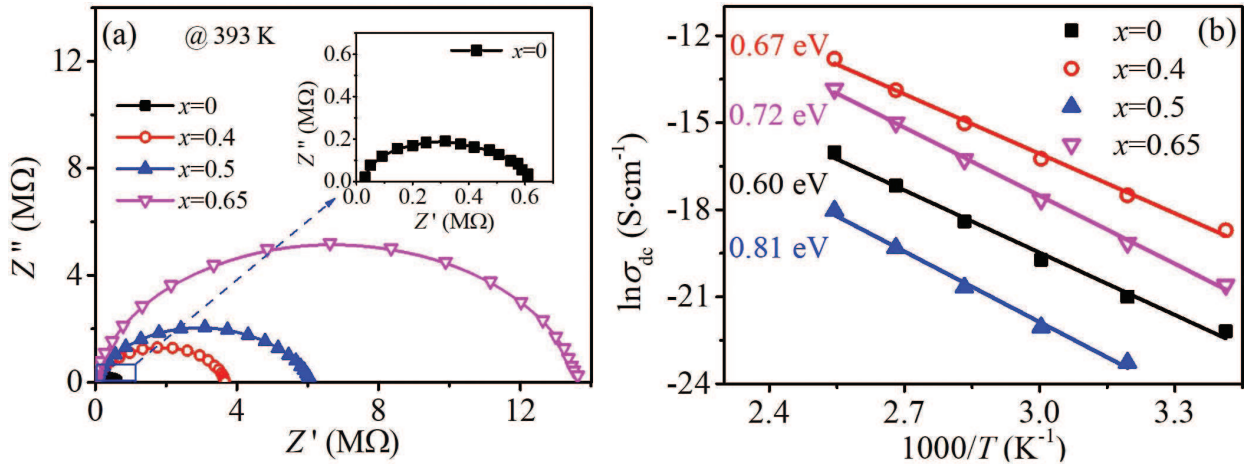 (a)
@ 393 K
x=0
x=0.4
x=0.5
x=0.65
Z'' (MΩ)
14
12
8
4
0
0
4
8
12
Z' (MΩ)
x=0
Z'' (MΩ)
0.6
0.4
0.2
0.0
0.0
0.2
0.4
0.6
Z' (MΩ)
(b)
x=0
x=0.4
x=0.5
x=0.65
0.67 eV
0.72 eV
0.60 eV
0.81 eV
lnσdc (S·cm⁻¹)
-12
-15
-18
-21
-24
2.4
2.7
3.0
3.3
1000/T (K⁻¹)